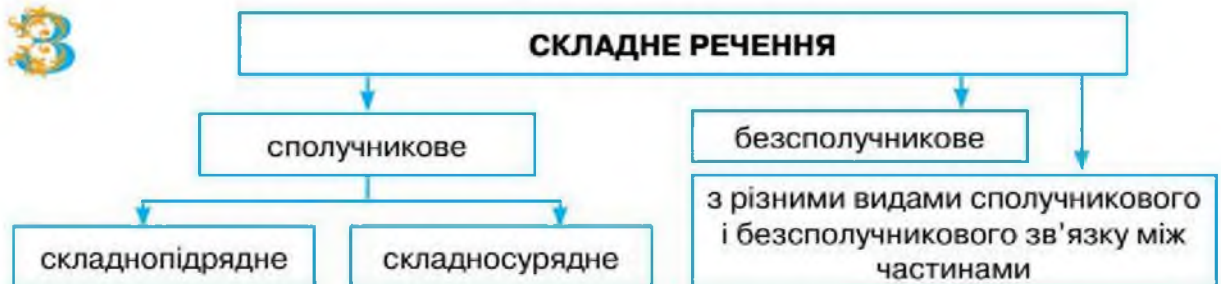 З
СКЛАДНЕ РЕЧЕННЯ
сполучникове
безсполучникове
складнопідрядне
складносурядне
з різними видами сполучникового
і безсполучникового зв'язку між
частинами